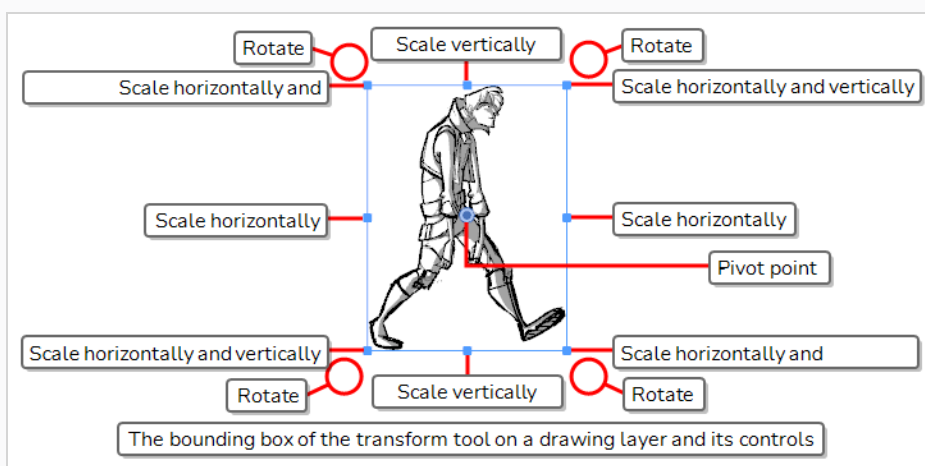 Rotate
Scale vertically
Rotate
Scale horizontally and
Scale horizontally and vertically
Scale horizontally
Scale horizontally
Pivot point
Scale horizontally and vertically
Scale horizontally and
Rotate
Scale vertically
Rotate
The bounding box of the transform tool on a drawing layer and its controls